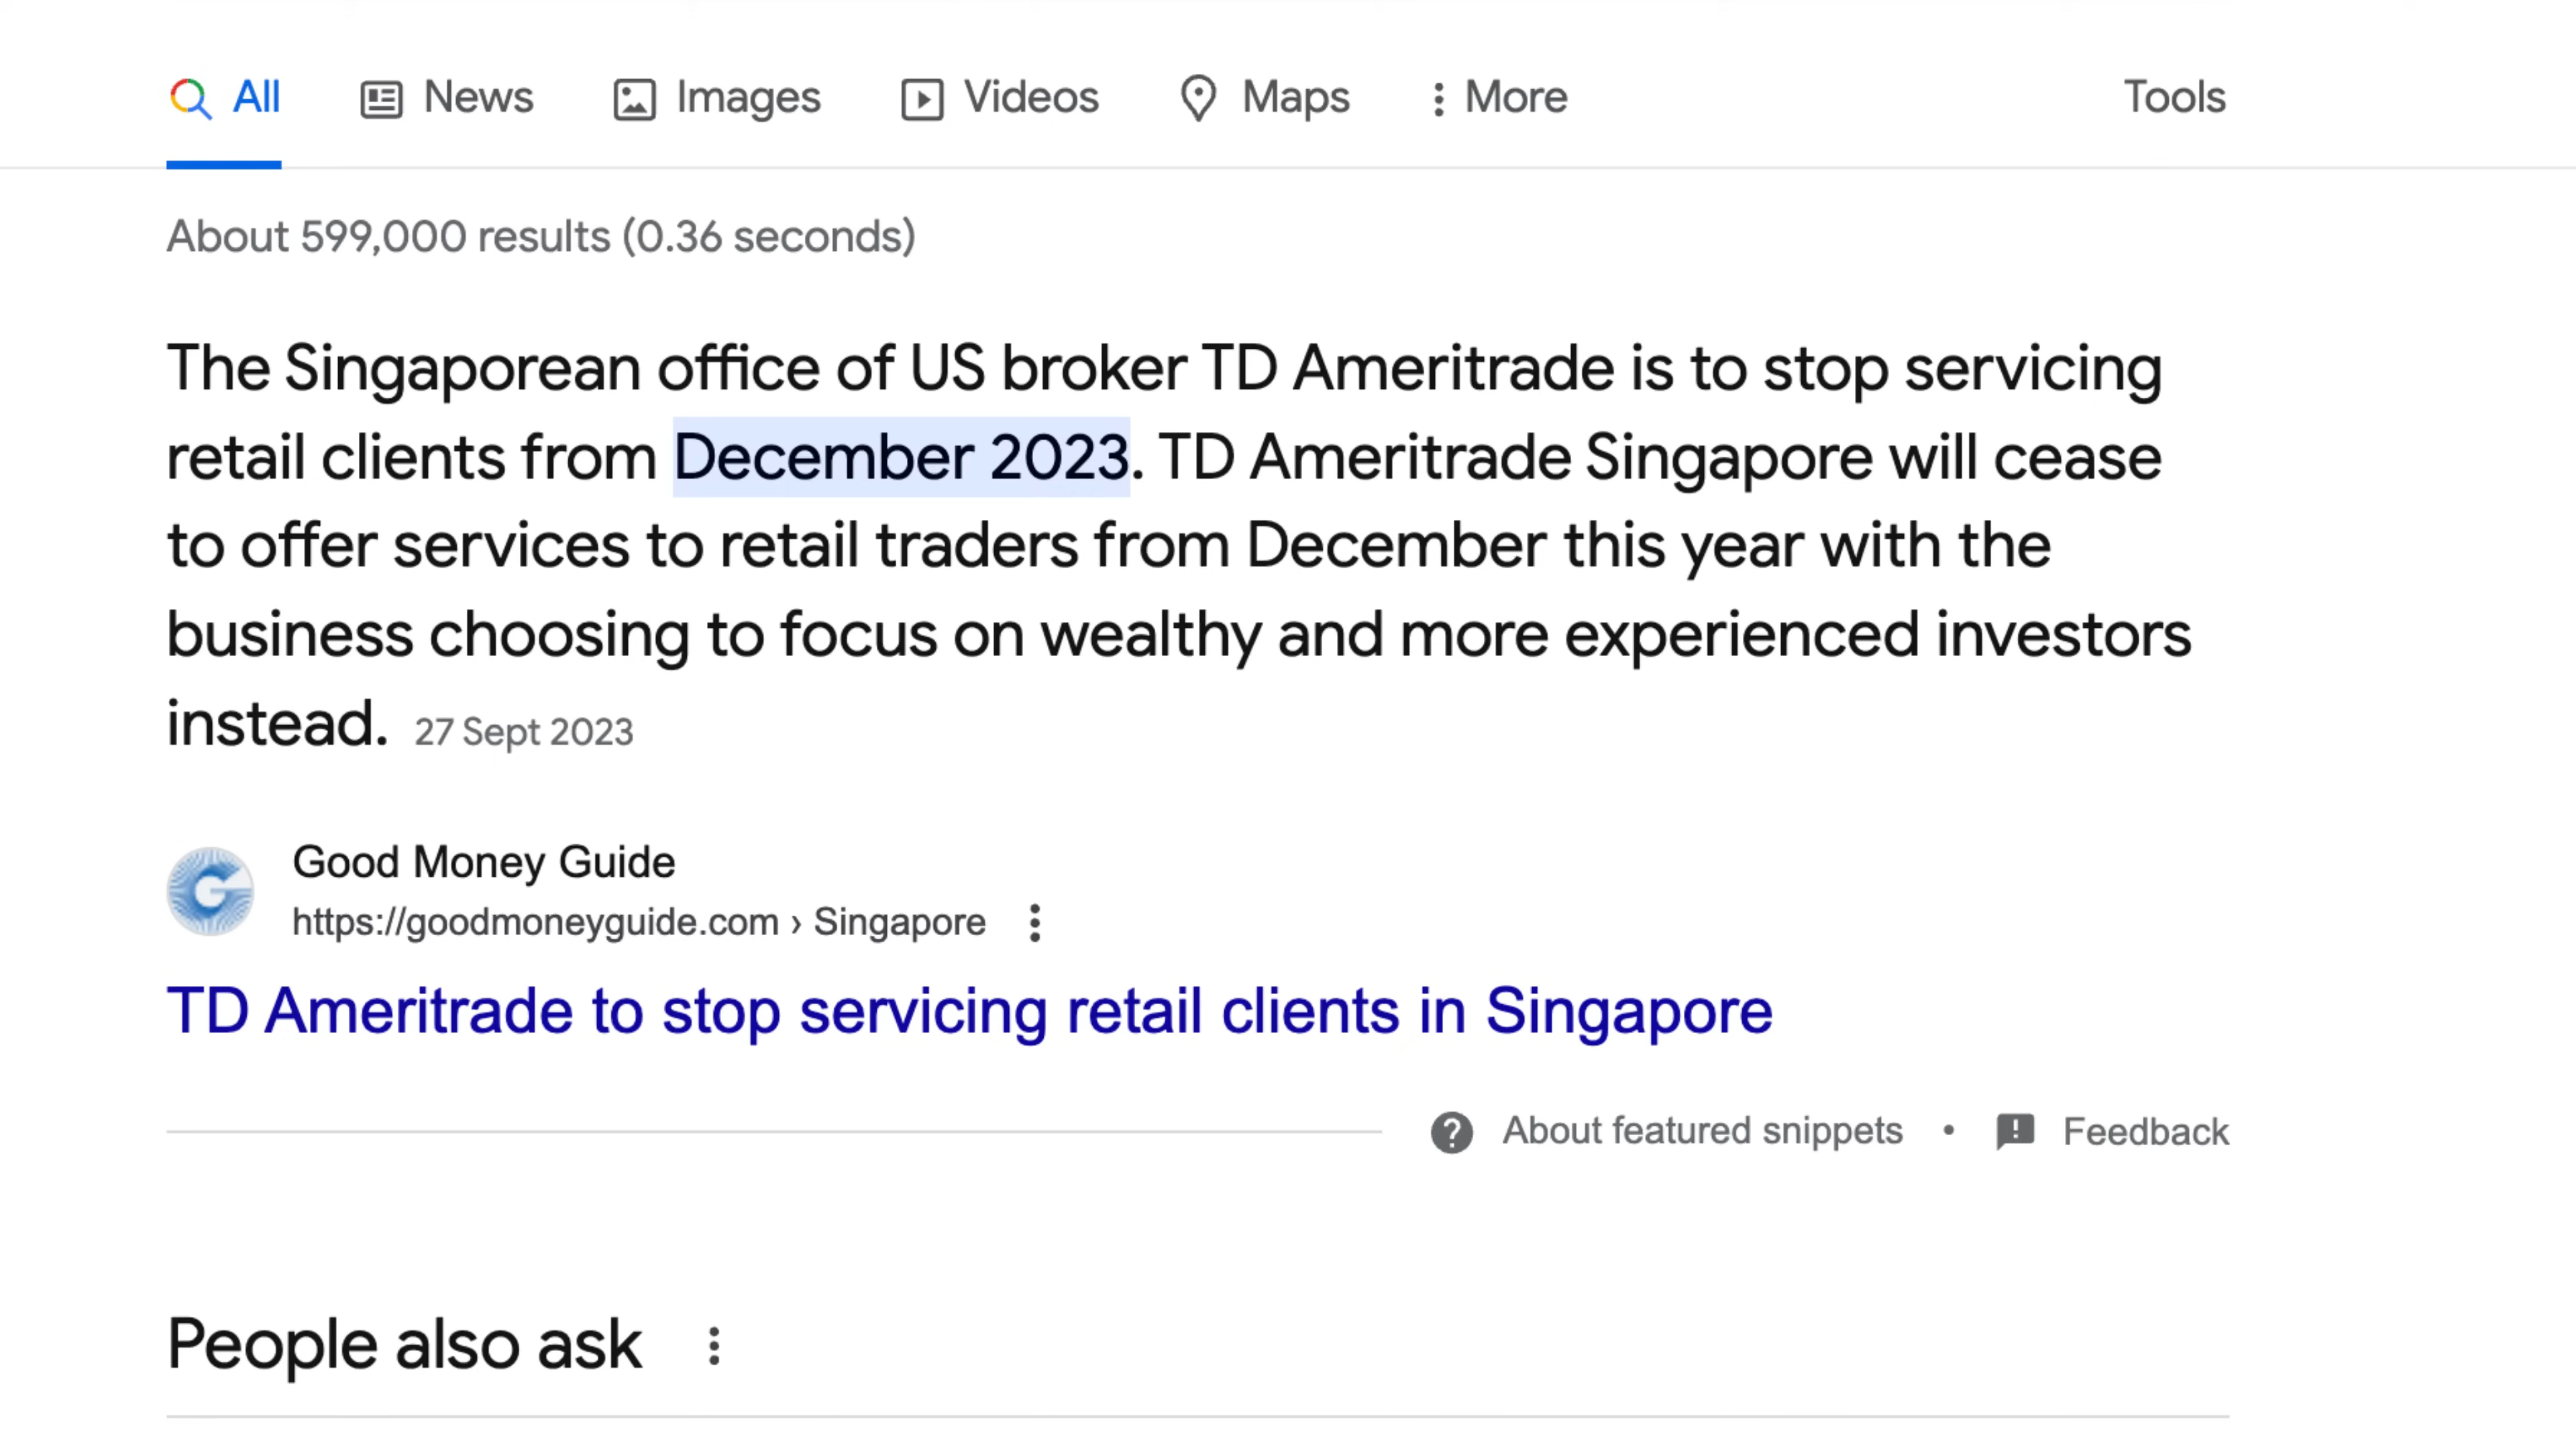 All News Images Videos Maps More Tools
About 599,000 results (0.36 seconds)
The Singaporean office of US broker TD Ameritrade is to stop servicing
retail clients from December 2023. TD Ameritrade Singapore will cease
to offer services to retail traders from December this year with the
business choosing to focus on wealthy and more experienced investors
instead. 27 Sept 2023
Good Money Guide
https://goodmoneyguide.com › Singapore
TD Ameritrade to stop servicing retail clients in Singapore
About featured snippets • Feedback
People also ask